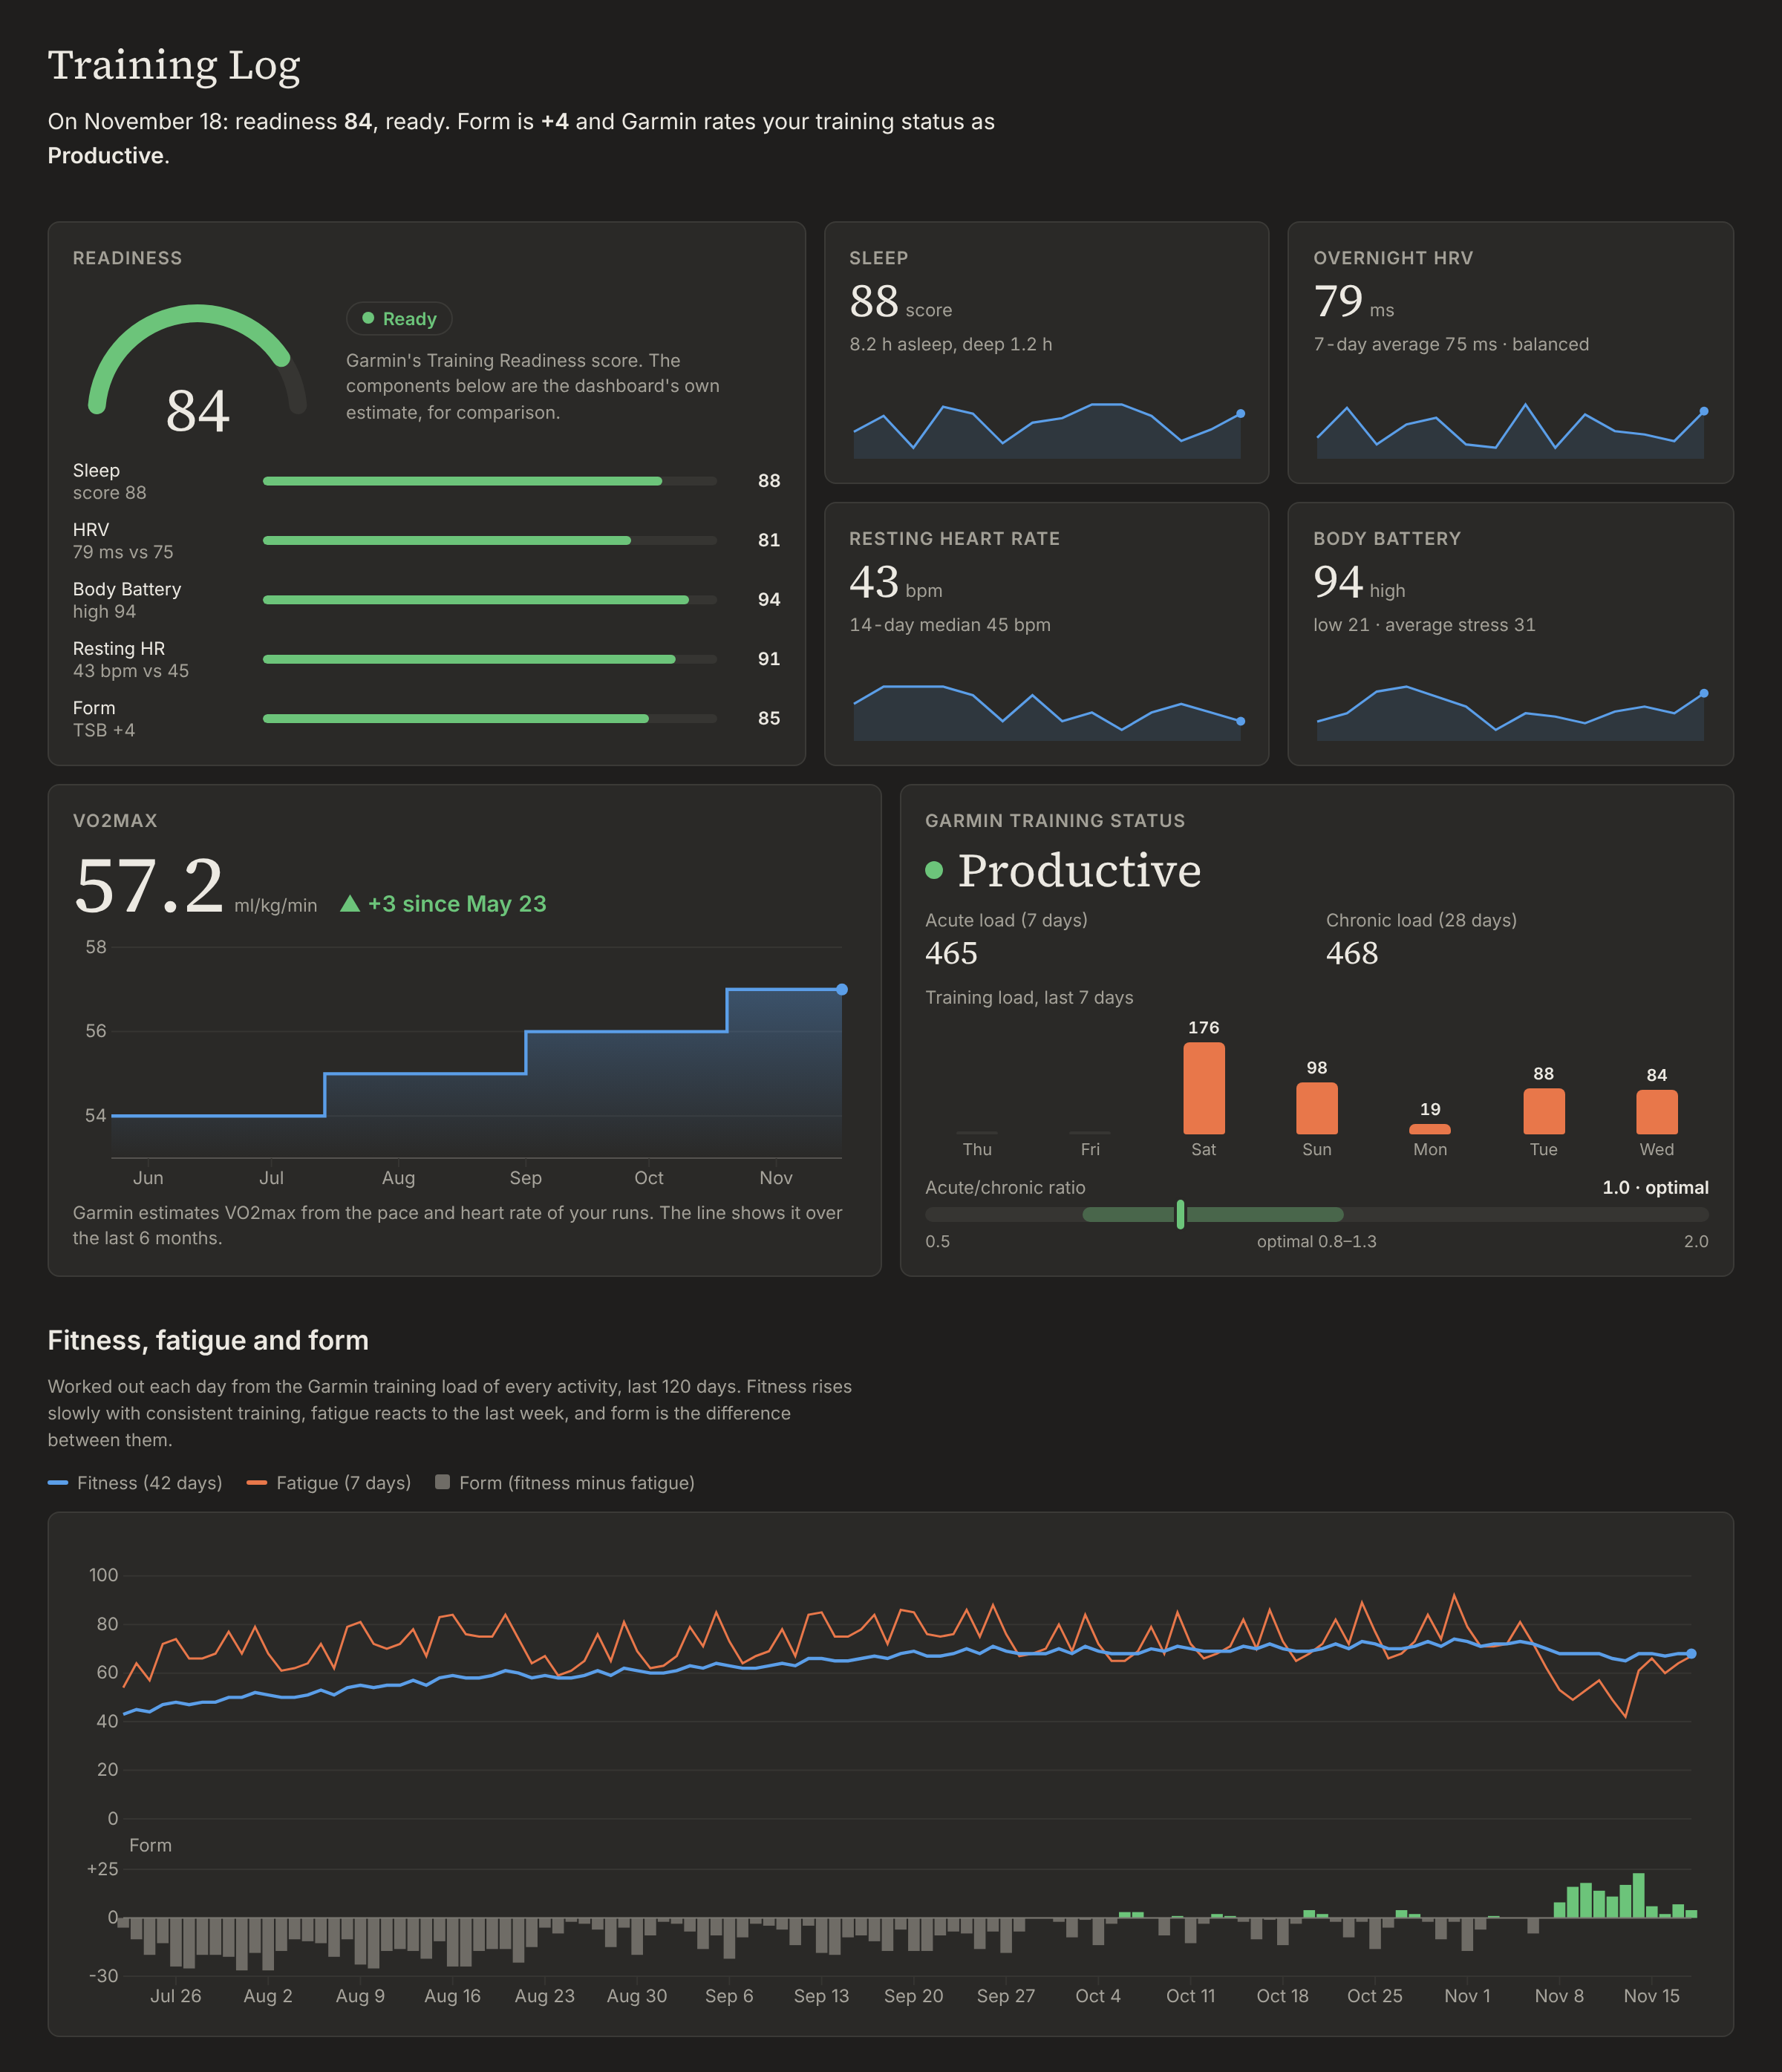 Training Log
On November 18: readiness 84, ready. Form is +4 and Garmin rates your training status as
Productive.
READINESS
84
Ready
Garmin's Training Readiness score. The
components below are the dashboard's own
estimate, for comparison.
Sleep
score 88
88
HRV
79 ms vs 75
81
Body Battery
high 94
94
Resting HR
43 bpm vs 45
91
Form
TSB +4
85
SLEEP
88 score
8.2 h asleep, deep 1.2 h
OVERNIGHT HRV
79 ms
7-day average 75 ms · balanced
RESTING HEART RATE
43 bpm
14-day median 45 bpm
BODY BATTERY
94 high
low 21 · average stress 31
VO2MAX
57.2 ml/kg/min ▲ +3 since May 23
58
56
54
Jun Jul Aug Sep Oct Nov
Garmin estimates VO2max from the pace and heart rate of your runs. The line shows it over
the last 6 months.
GARMIN TRAINING STATUS
Productive
Acute load (7 days) Chronic load (28 days)
465 468
Training load, last 7 days
176 98 19 88 84
Thu Fri Sat Sun Mon Tue Wed
Acute/chronic ratio 1.0 · optimal
0.5 optimal 0.8–1.3 2.0
Fitness, fatigue and form
Worked out each day from the Garmin training load of every activity, last 120 days. Fitness rises
slowly with consistent training, fatigue reacts to the last week, and form is the difference
between them.
Fitness (42 days) Fatigue (7 days) Form (fitness minus fatigue)
100
80
60
40
20
0
Form
+25
0
-30
Jul 26 Aug 2 Aug 9 Aug 16 Aug 23 Aug 30 Sep 6 Sep 13 Sep 20 Sep 27 Oct 4 Oct 11 Oct 18 Oct 25 Nov 1 Nov 8 Nov 15